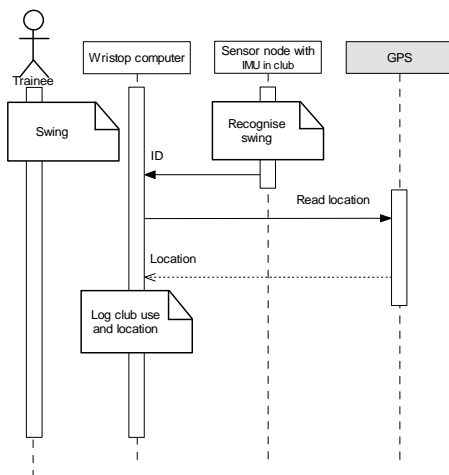 Trainee
Wristop computer
Sensor node with
IMU in club
GPS
Swing
Recognise
swing
ID
Read location
Location
Log club use
and location